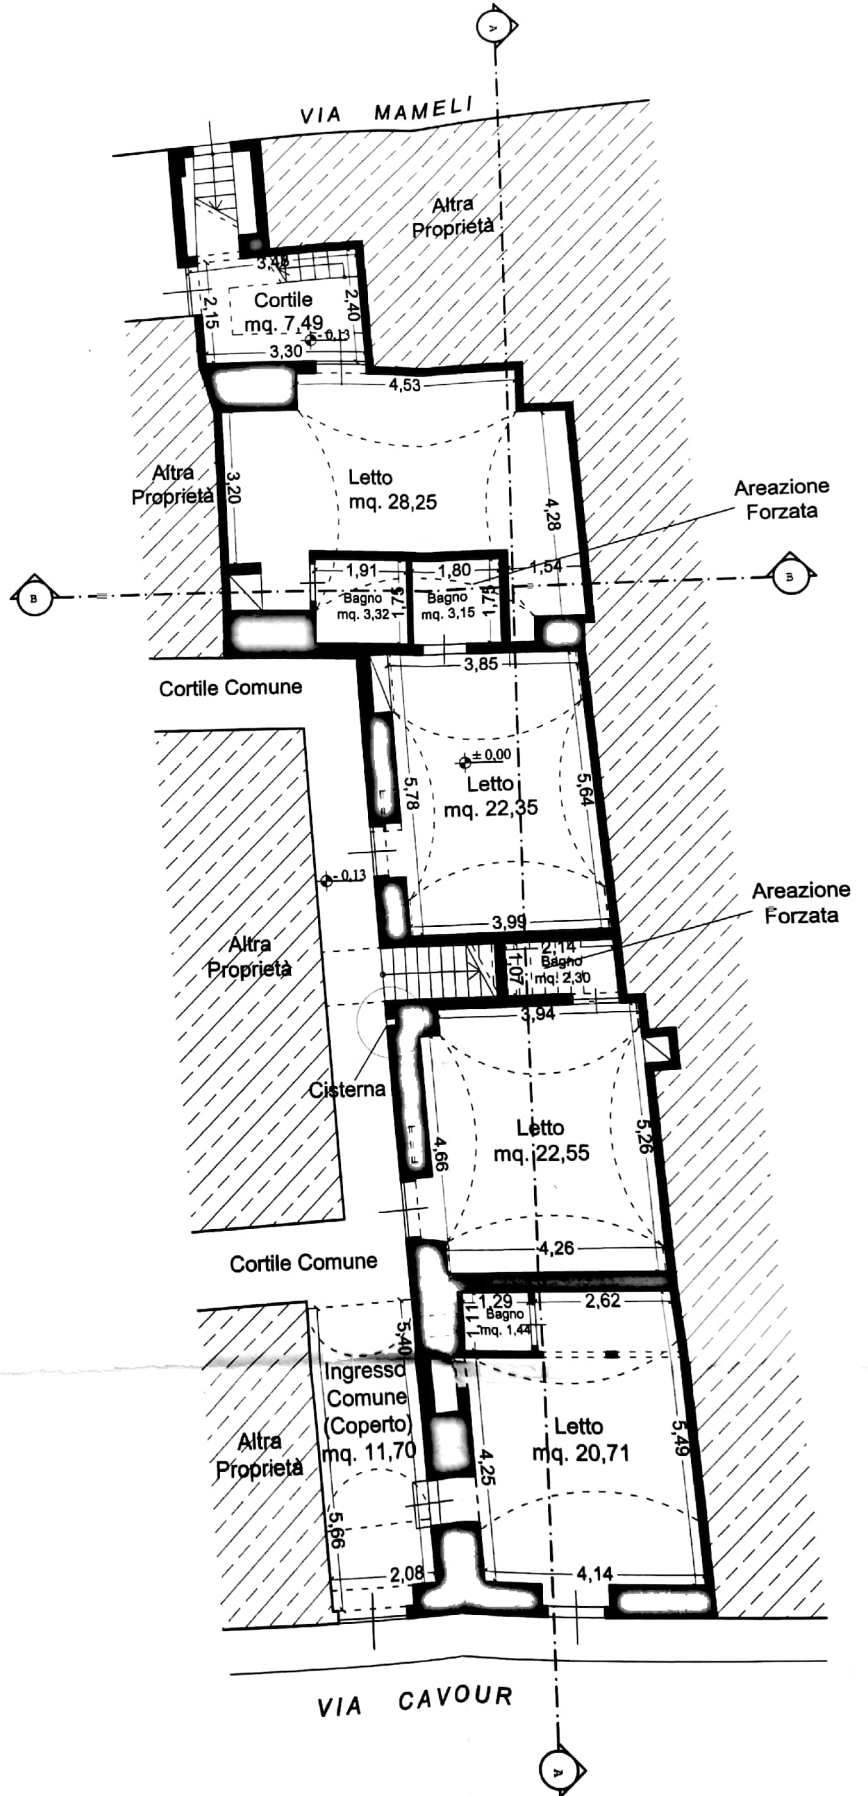 A
VIA MAMELI
Altra
Proprietà
3,48
Cortile
mq. 7,49
2,15
2,40
- 0,13
3,30
4,53
Altra
Proprietà
3,20
Letto
mq. 28,25
4,28
Areazione
Forzata
1,91
1,80
1,54
B
B
Bagno
mq. 3,32
1,75
Bagno
mq. 3,15
1,75
3,85
Cortile Comune
± 0,00
Letto
mq. 22,35
5,78
5,64
- 0,13
3,99
Areazione
Forzata
Altra
Proprietà
2,14
1,07
Bagno
mq. 2,30
3,94
Cisterna
Letto
mq. 22,55
4,66
5,26
Cortile Comune
4,26
1,29
2,62
1,11
Bagno
mq. 1,44
5,40
Ingresso
Comune
(Coperto)
mq. 11,70
Altra
Proprietà
Letto
mq. 20,71
4,25
5,49
5,66
2,08
4,14
VIA CAVOUR
A